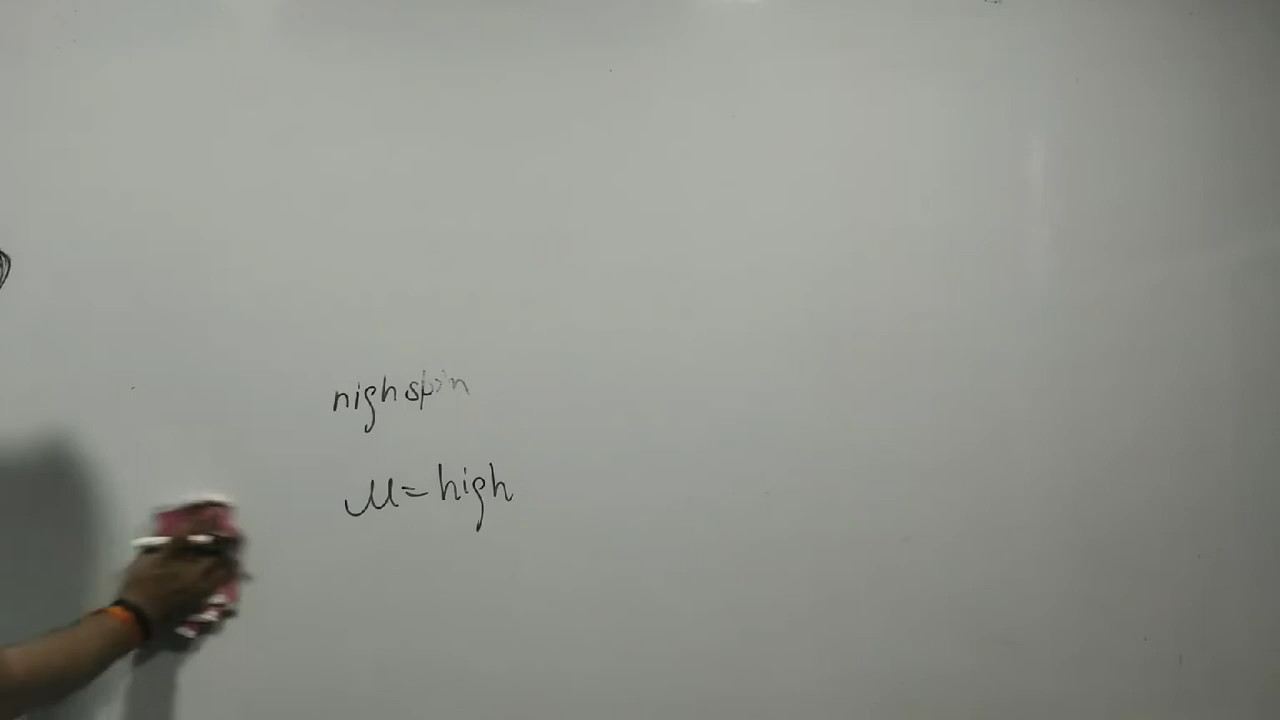 high spin
μ = high